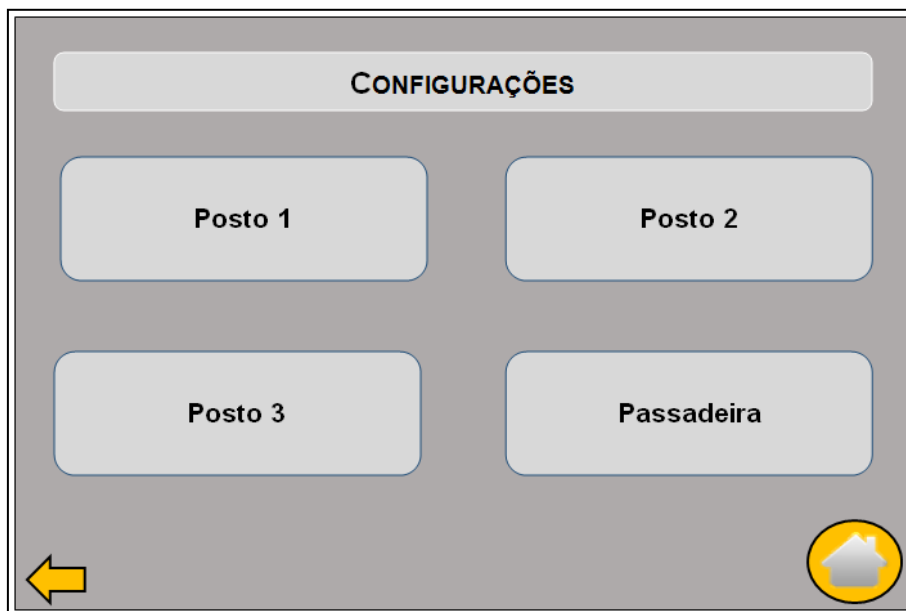 CONFIGURAÇÕES
Posto 1
Posto 2
Posto 3
Passadeira